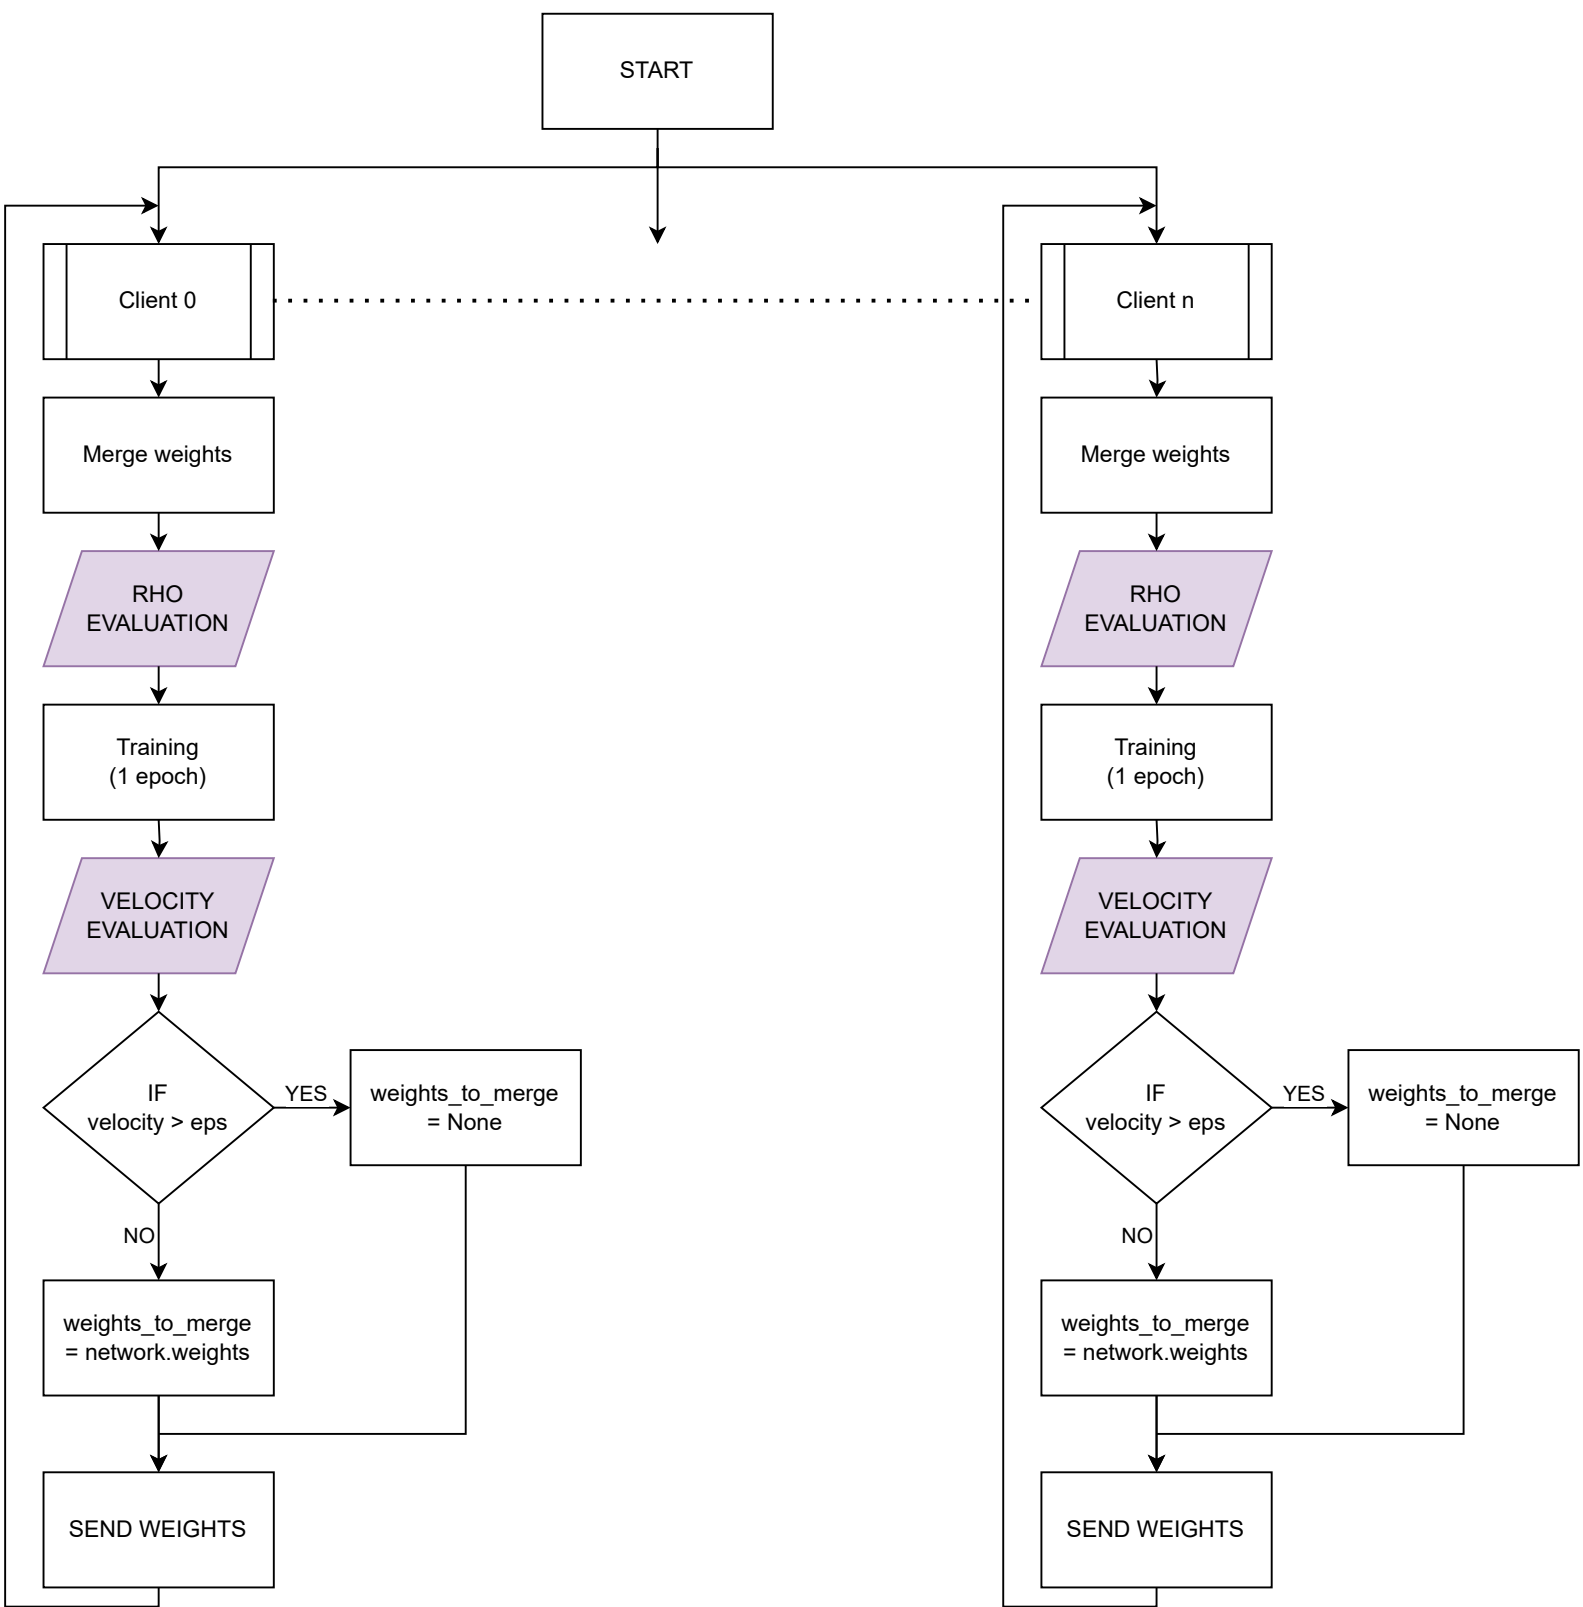 START
Client 0
Client n
Merge weights
Merge weights
RHO
EVALUATION
RHO
EVALUATION
Training
(1 epoch)
Training
(1 epoch)
VELOCITY
EVALUATION
VELOCITY
EVALUATION
IF
velocity > eps
YES
weights_to_merge
= None
IF
velocity > eps
YES
weights_to_merge
= None
NO
NO
weights_to_merge
= network.weights
weights_to_merge
= network.weights
SEND WEIGHTS
SEND WEIGHTS